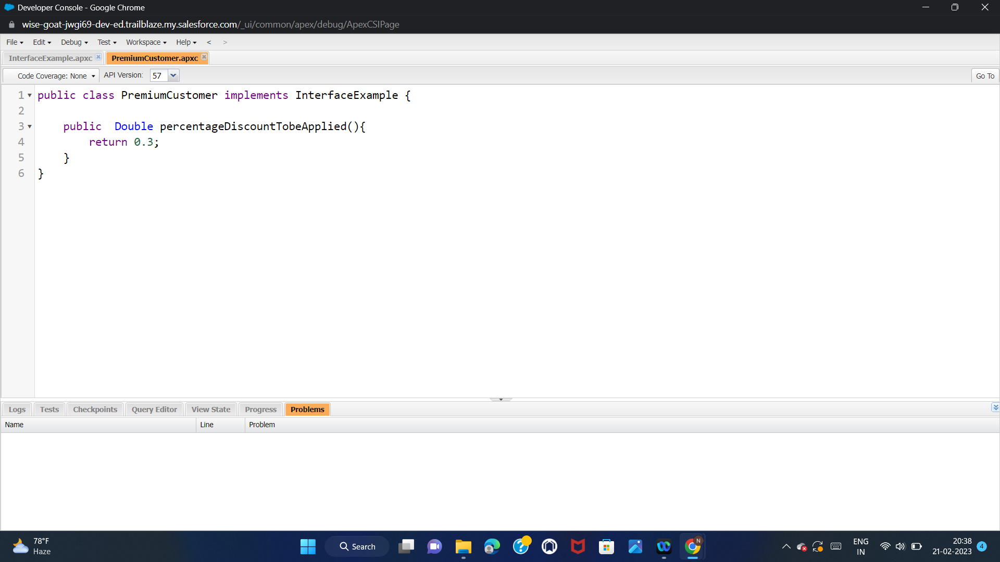 Developer Console - Google Chrome
wise-goat-jwgi69-dev-ed.trailblaze.my.salesforce.com/_ui/common/apex/debug/ApexCSIPage
File Edit Debug Test Workspace Help < >
InterfaceExample.apxc PremiumCustomer.apxc
Code Coverage: None API Version: 57 Go To
1 public class PremiumCustomer implements InterfaceExample {
2
3 public  Double percentageDiscountTobeApplied(){
4 return 0.3;
5 }
6 }
Logs Tests Checkpoints Query Editor View State Progress Problems
Name Line Problem
78°F
Haze
Search
N
ENG
IN
20:38
21-02-2023
4